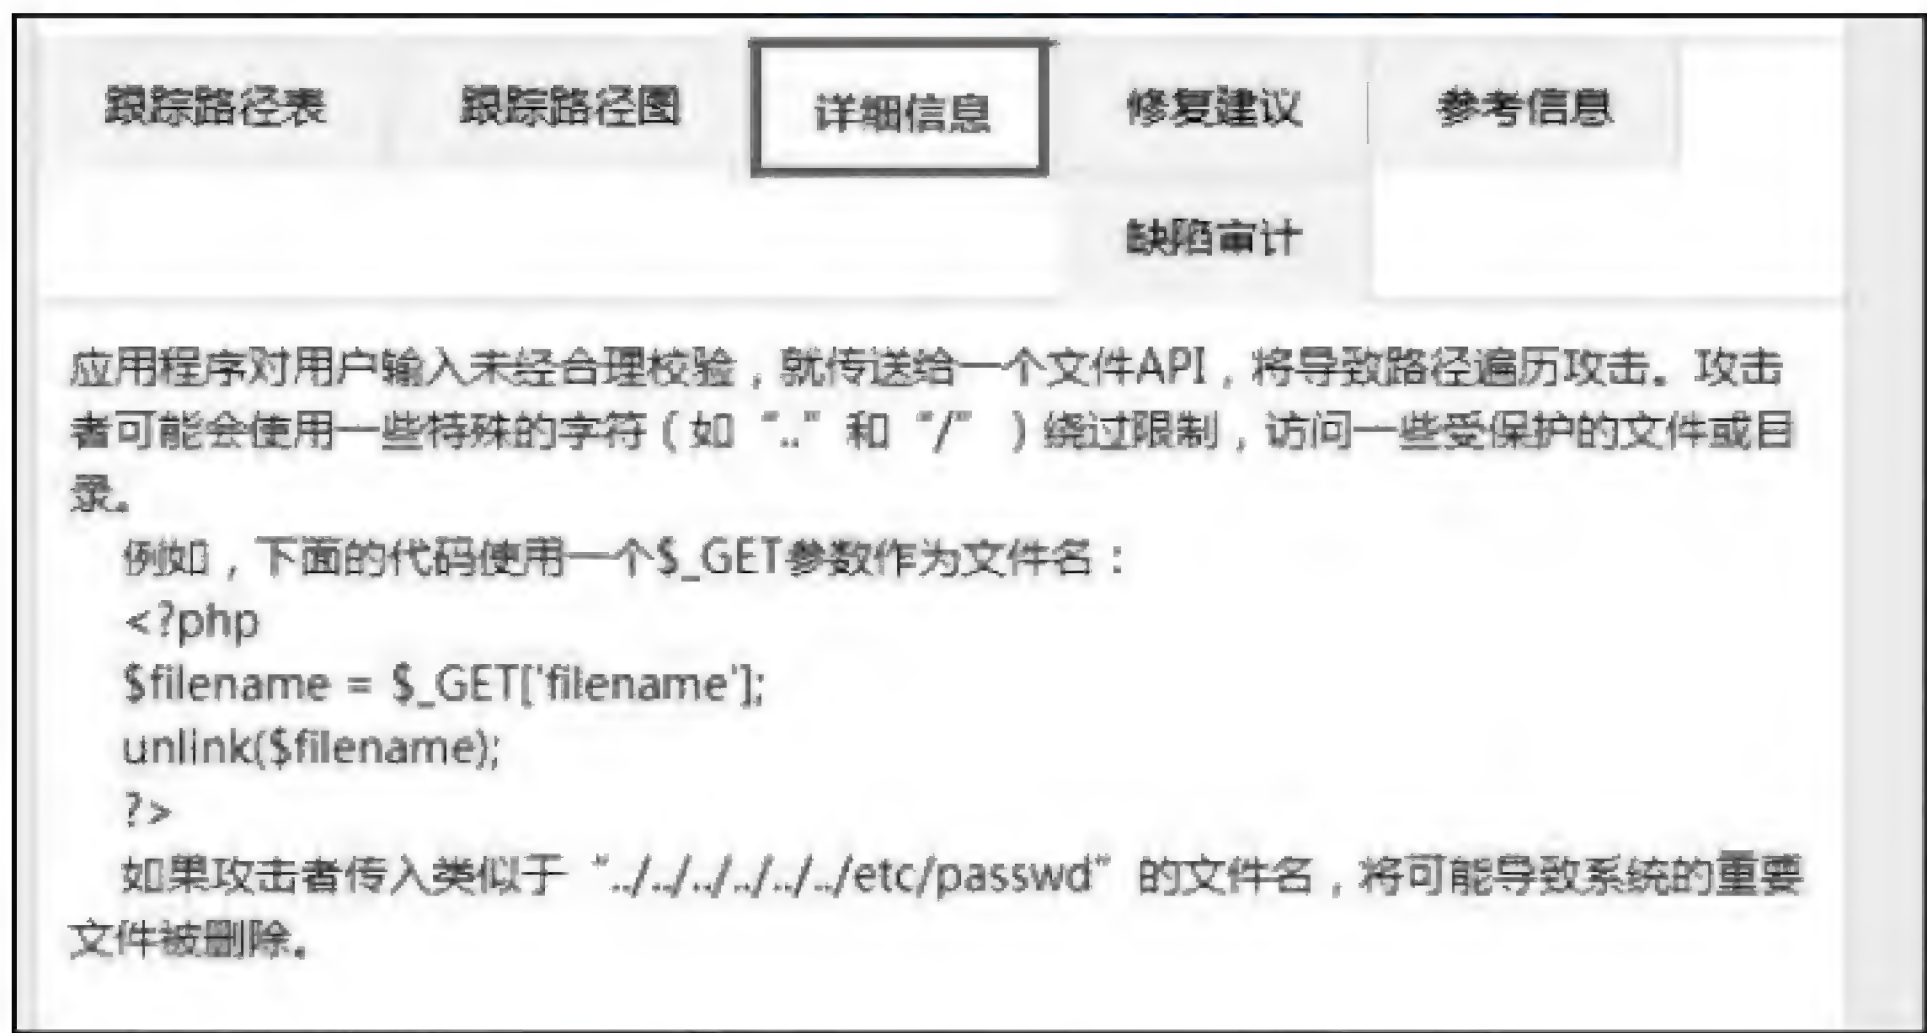 跟踪路径表 跟踪路径图 详细信息 修复建议 参考信息
缺陷审计
应用程序对用户输入未经合理校验，就传送给一个文件API，将导致路径遍历攻击。攻击
者可能会使用一些特殊的字符（如“..”和“/”）绕过限制，访问一些受保护的文件或目
录。
例如，下面的代码使用一个$_GET参数作为文件名：
<?php
$filename = $_GET['filename'];
unlink($filename);
?>
如果攻击者传入类似于“../../../../../../etc/passwd”的文件名，将可能导致系统的重要
文件被删除。